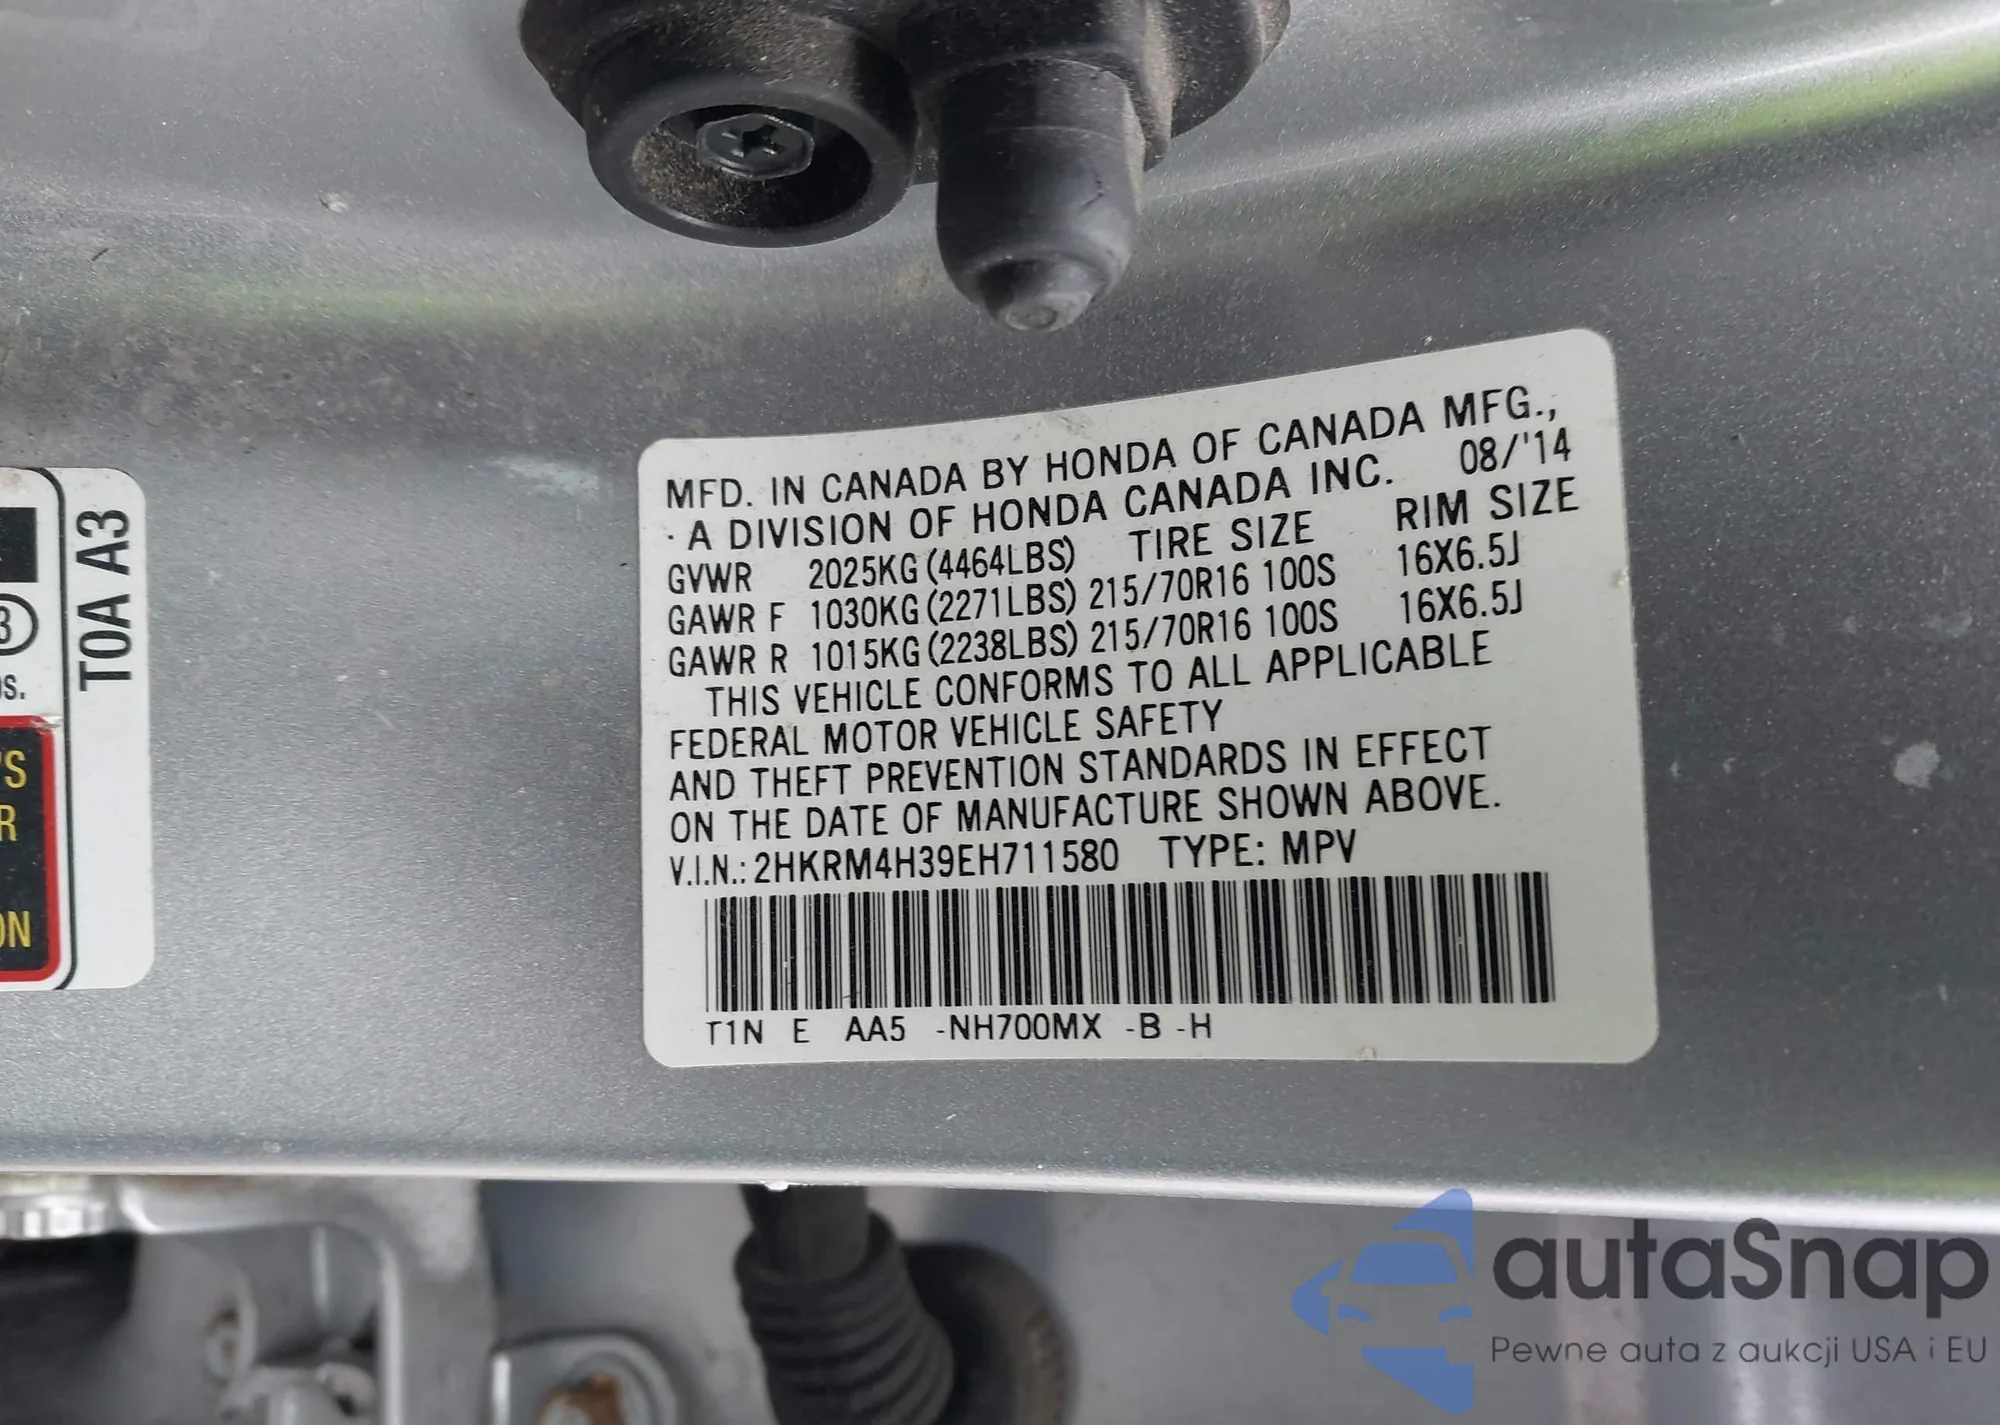 MFD. IN CANADA BY HONDA OF CANADA MFG.,
A DIVISION OF HONDA CANADA INC. 08/'14
GVWR 2025KG (4464LBS) TIRE SIZE RIM SIZE
GAWR F 1030KG (2271LBS) 215/70R16 100S 16X6.5J
GAWR R 1015KG (2238LBS) 215/70R16 100S 16X6.5J
THIS VEHICLE CONFORMS TO ALL APPLICABLE
FEDERAL MOTOR VEHICLE SAFETY
AND THEFT PREVENTION STANDARDS IN EFFECT
ON THE DATE OF MANUFACTURE SHOWN ABOVE.
V.I.N.: 2HKRM4H39EH711580 TYPE: MPV
T1N E AA5 -NH700MX -B -H
T0A A3
3
'S
R
ON
autaSnap
Pewne auta z aukcji USA i EU